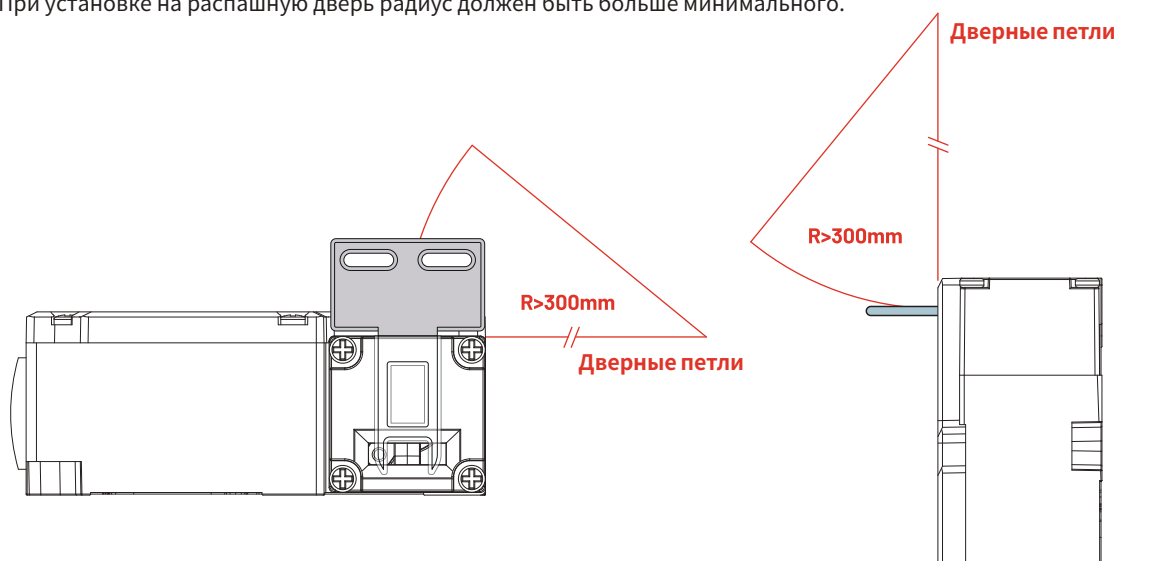 При установке на распашную дверь радиус должен быть больше минимального.
Дверные петли
R>300mm
R>300mm
Дверные петли